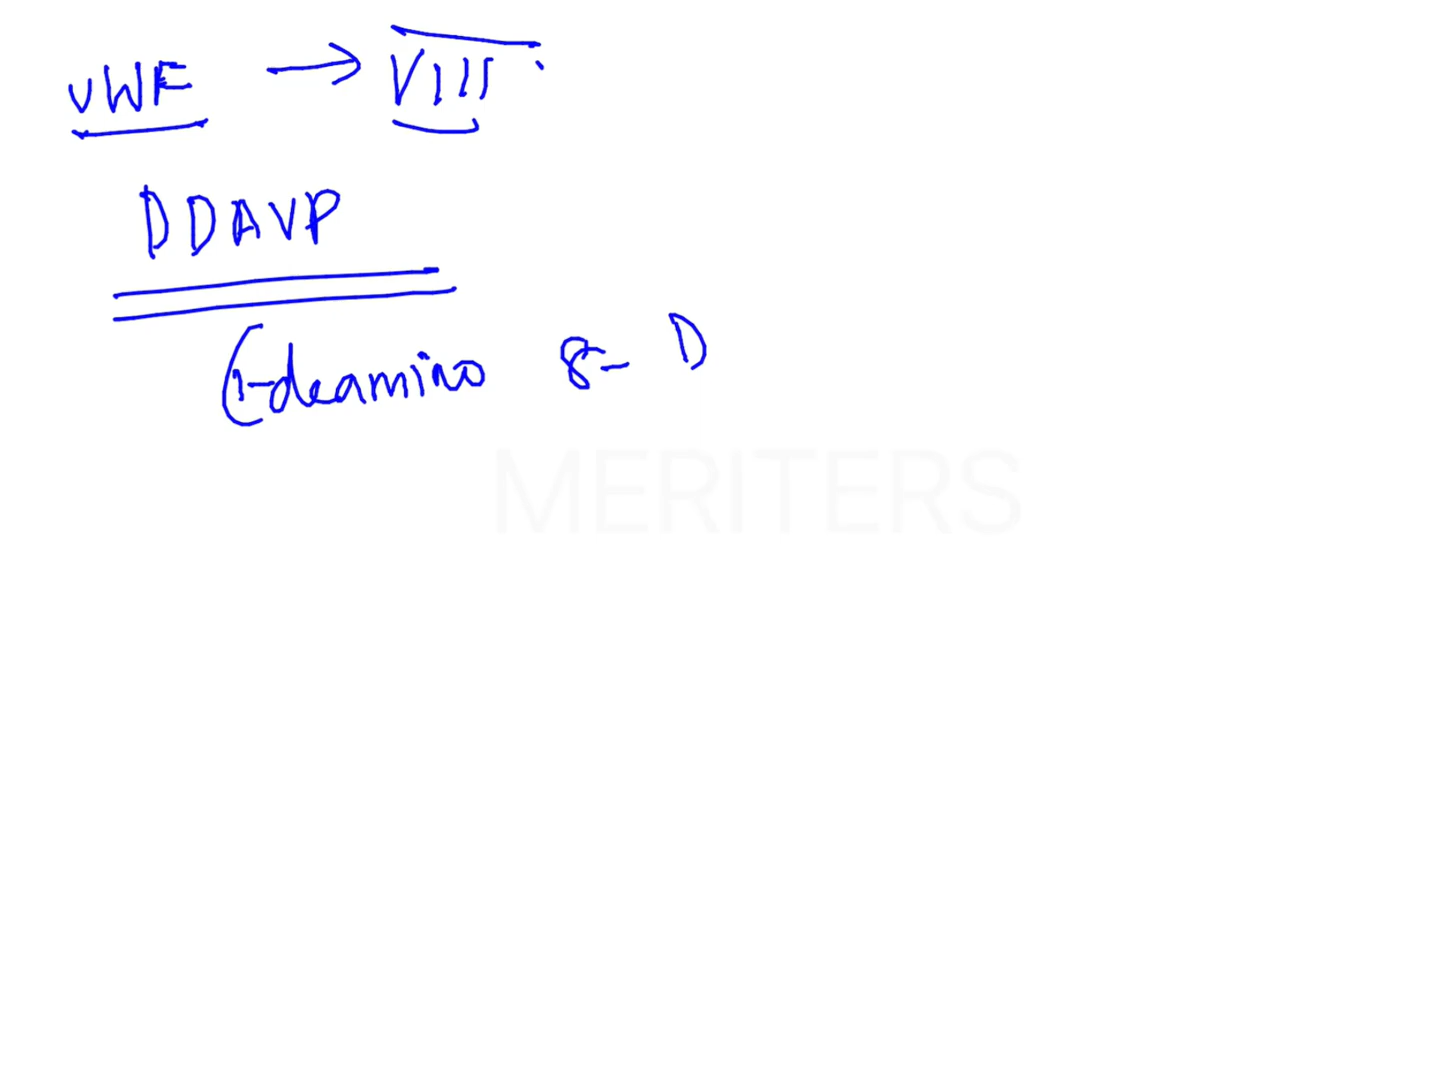 vWF → VIII
DDAVP
(1-deamino 8- D
MERITERS